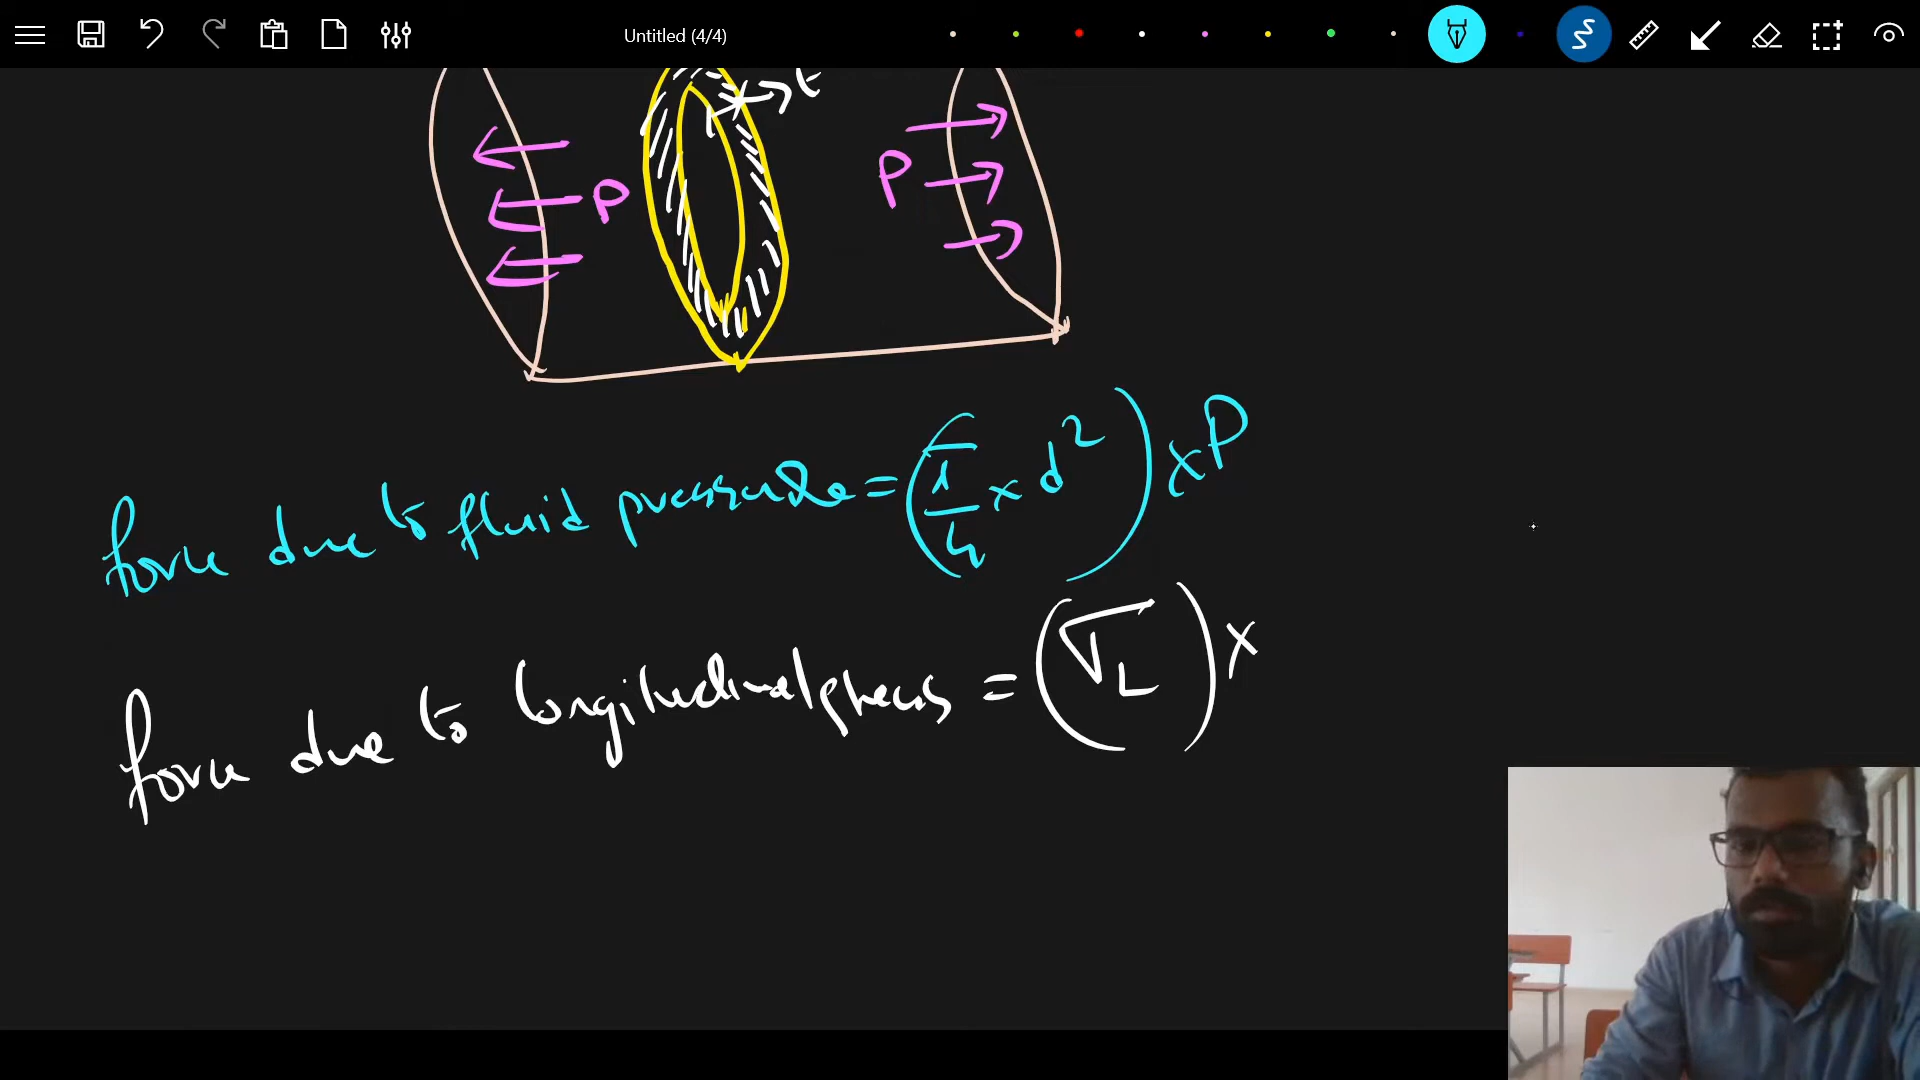 Untitled (4/4)
t
P
P
force due to fluid pressure = (π/4 x d²) x P
force due to longitudinal stress = (σL) x